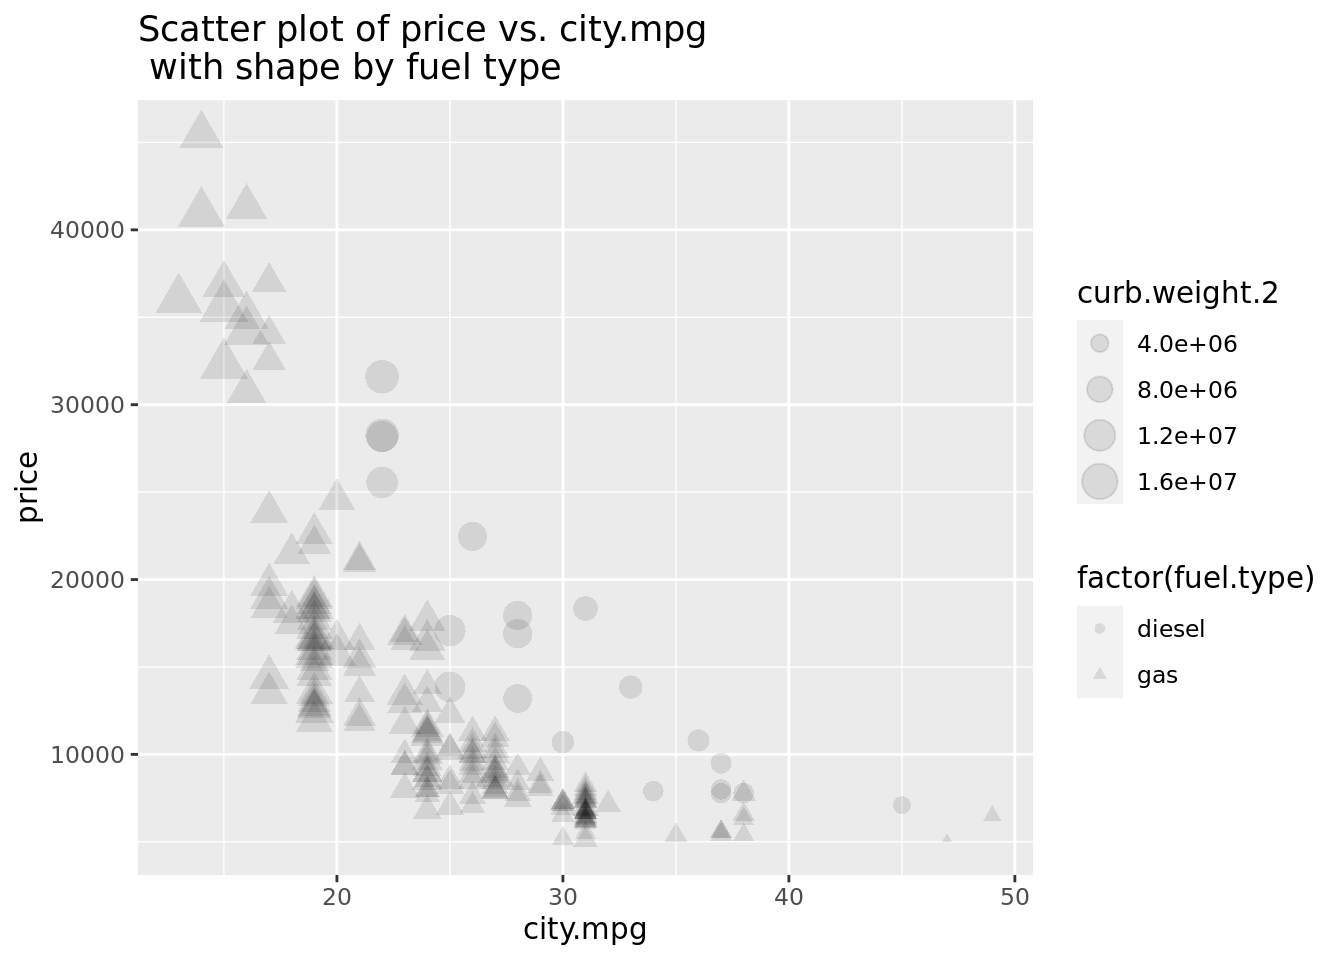 Scatter plot of price vs. city.mpg
with shape by fuel type
40000
30000
20000
10000
price
20
30
40
50
city.mpg
curb.weight.2
4.0e+06
8.0e+06
1.2e+07
1.6e+07
factor(fuel.type)
diesel
gas